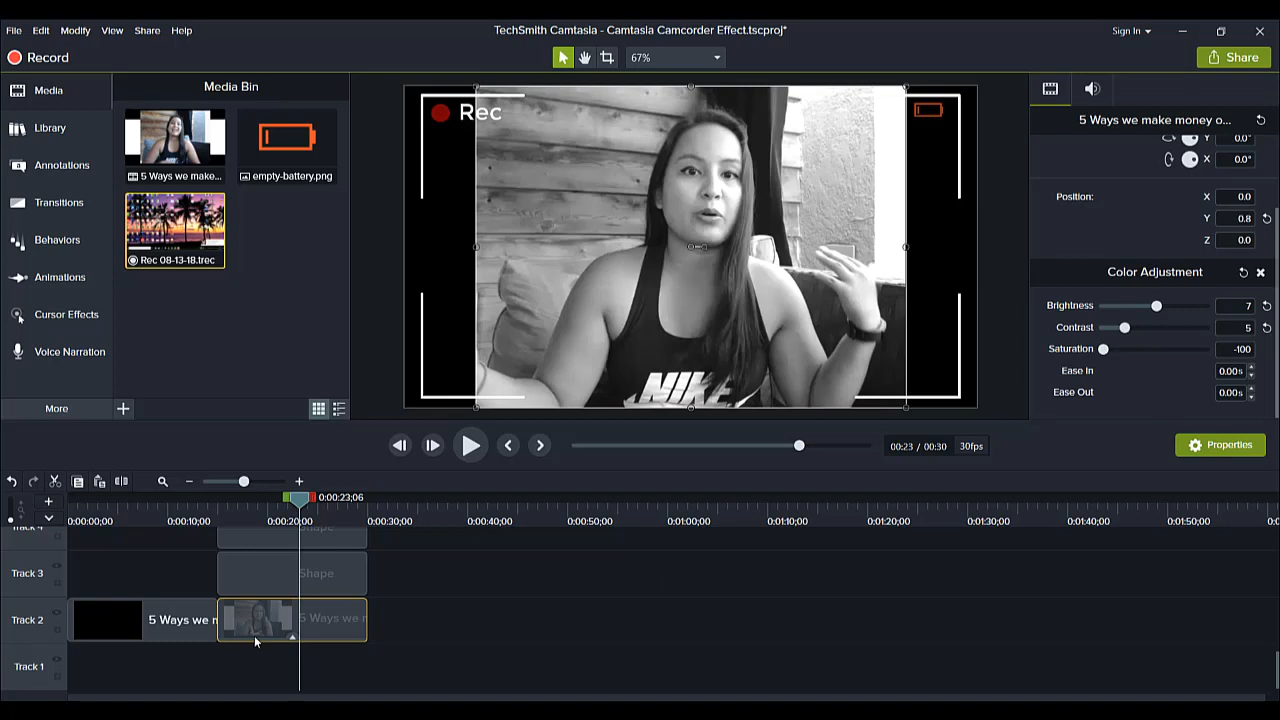 TechSmith Camtasia - Camtasia Camcorder Effect.tscproj*
File Edit Modify View Share Help
Sign In
Record
67%
Share
Media
Library
Annotations
Transitions
Behaviors
Animations
Cursor Effects
Voice Narration
More
Media Bin
5 Ways we make...
empty-battery.png
Rec 08-13-18.trec
Rec
NIKE
5 Ways we make money o...
Y 0.0°
X 0.0°
Position: X 0.0
Y 0.8
Z 0.0
Color Adjustment
Brightness 7
Contrast 5
Saturation -100
Ease In 0.00s
Ease Out 0.00s
00:23 / 00:30 30fps
Properties
0:00:23;06
0:00:00;00 0:00:10;00 0:00:20;00 0:00:30;00 0:00:40;00 0:00:50;00 0:01:00;00 0:01:10;00 0:01:20;00 0:01:30;00 0:01:40;00 0:01:50;00
Track 4 Shape
Track 3 Shape
Track 2 5 Ways we m 5 Ways we m
Track 1